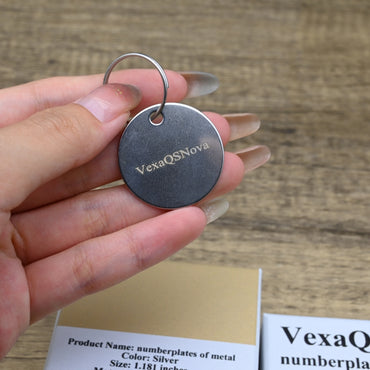 VexaQSNova
Product Name: numberplates of metal
Color: Silver
Size: 1.181 inches
VexaQ
numberpla